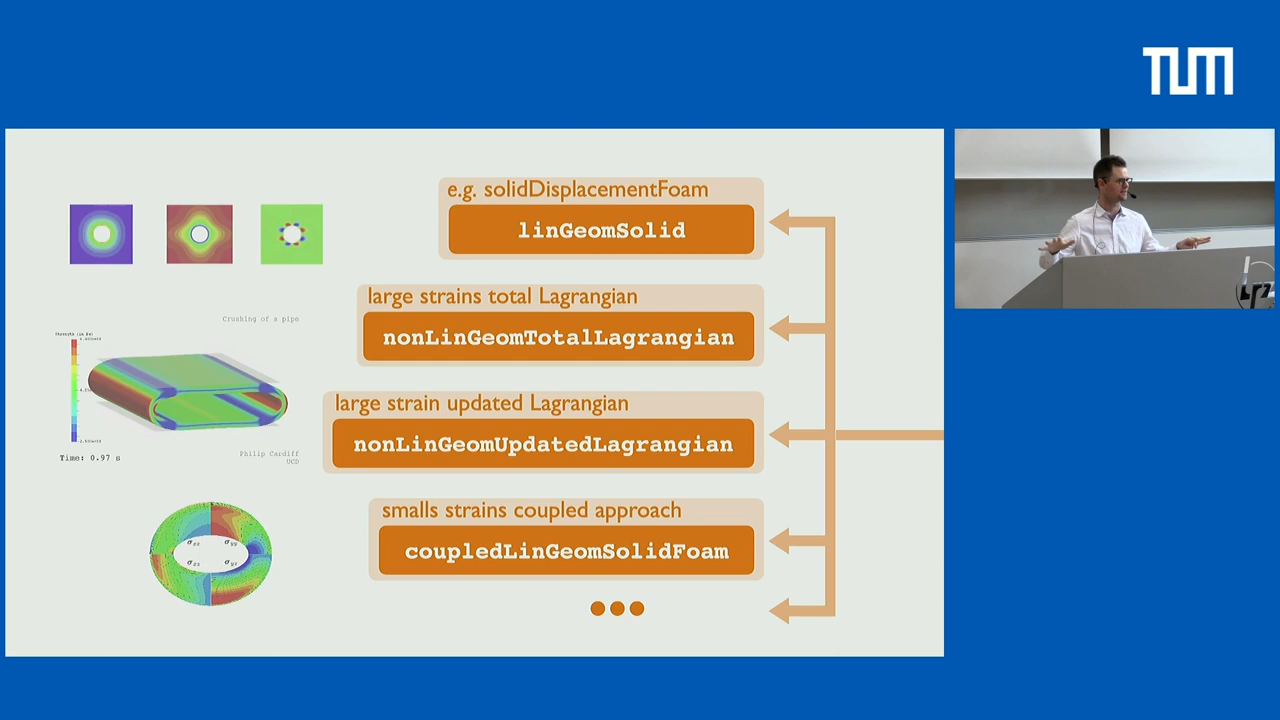 TUM
e.g. solidDisplacementFoam
linGeomSolid
large strains total Lagrangian
nonLinGeomTotalLagrangian
Crushing of a pipe
large strain updated Lagrangian
nonLinGeomUpdatedLagrangian
Time: 0.97 s
Philip Cardiff
UCD
smalls strains coupled approach
coupledLinGeomSolidFoam